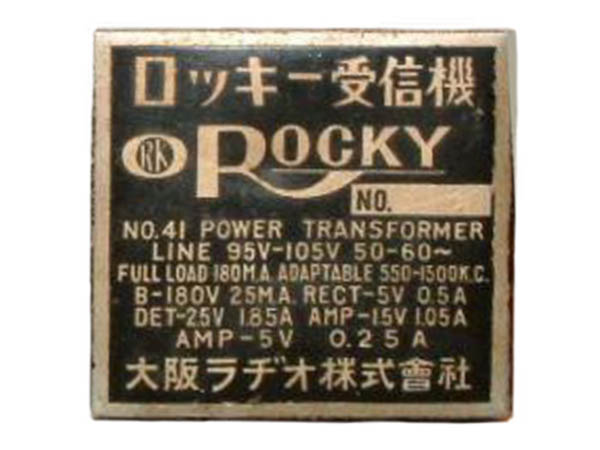 ロッキー受信機
RK ROCKY
NO.
NO.41 POWER TRANSFORMER
LINE 95V-105V 50-60~
FULL LOAD 180M.A. ADAPTABLE 550-1500K.C.
B-180V 25M.A. RECT-5V 0.5A
DET-2.5V 1.85A AMP-1.5V 1.05A
AMP-5V 0.25A
大阪ラヂオ株式會社